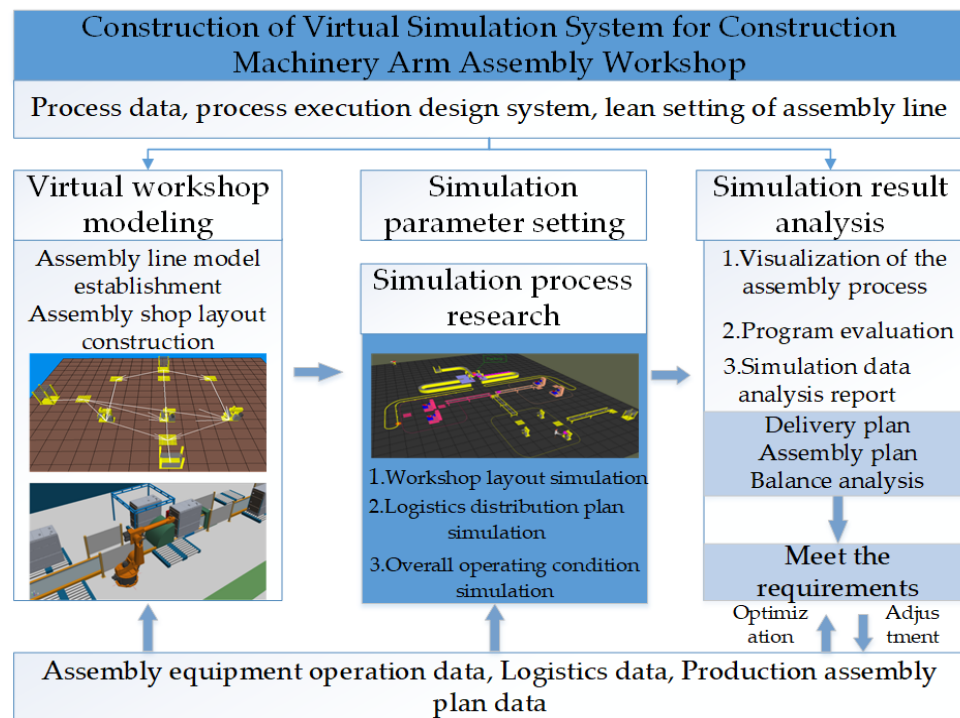 Construction of Virtual Simulation System for Construction
Machinery Arm Assembly Workshop
Process data, process execution design system, lean setting of assembly line
Virtual workshop
modeling
Assembly line model
establishment
Assembly shop layout
construction
Simulation
parameter setting
Simulation process
research
1.Workshop layout simulation
2.Logistics distribution plan
simulation
3.Overall operating condition
simulation
Simulation result
analysis
1.Visualization of the
assembly process
2.Program evaluation
3.Simulation data
analysis report
Delivery plan
Assembly plan
Balance analysis
Meet the
requirements
Optimiz
ation
Adjus
tment
Assembly equipment operation data, Logistics data, Production assembly
plan data